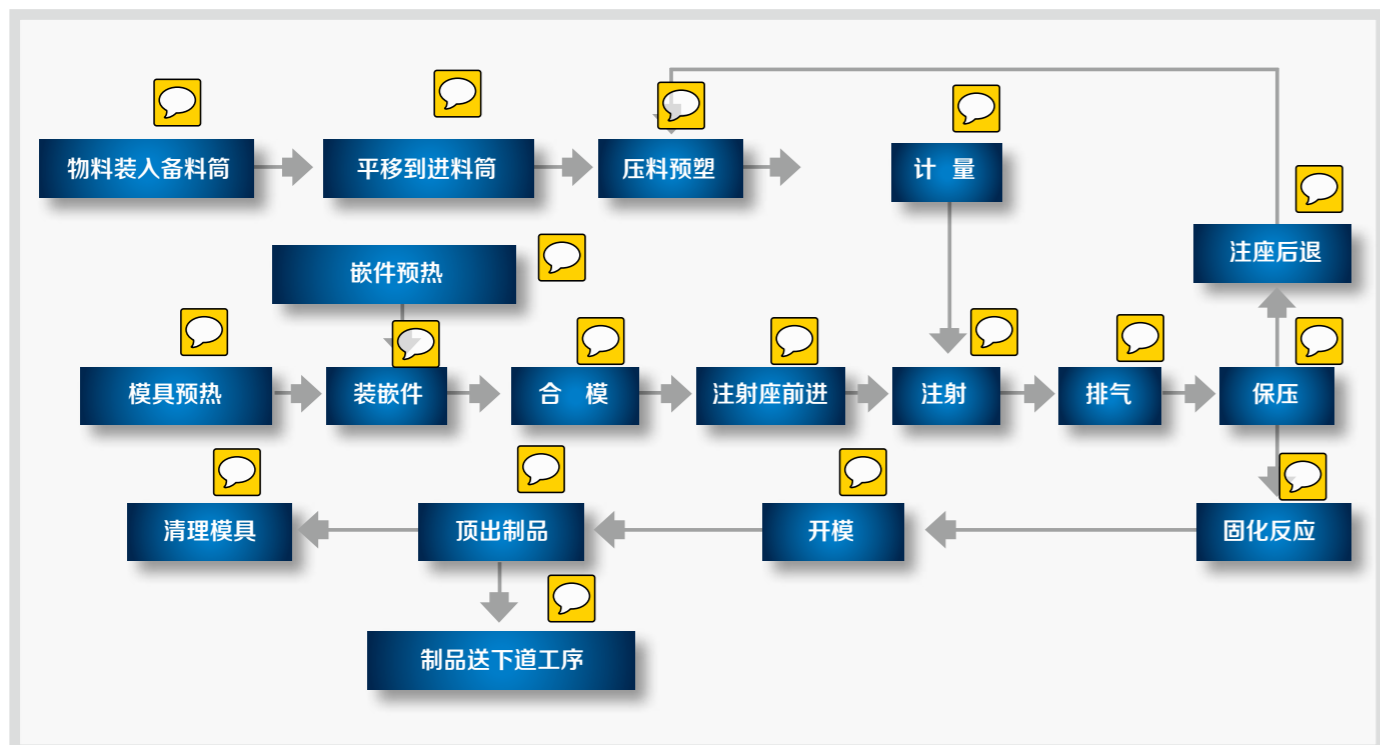 物料装入备料筒
平移到进料筒
压料预塑
计 量
注座后退
嵌件预热
模具预热
装嵌件
合 模
注射座前进
注射
排气
保压
清理模具
顶出制品
开模
固化反应
制品送下道工序